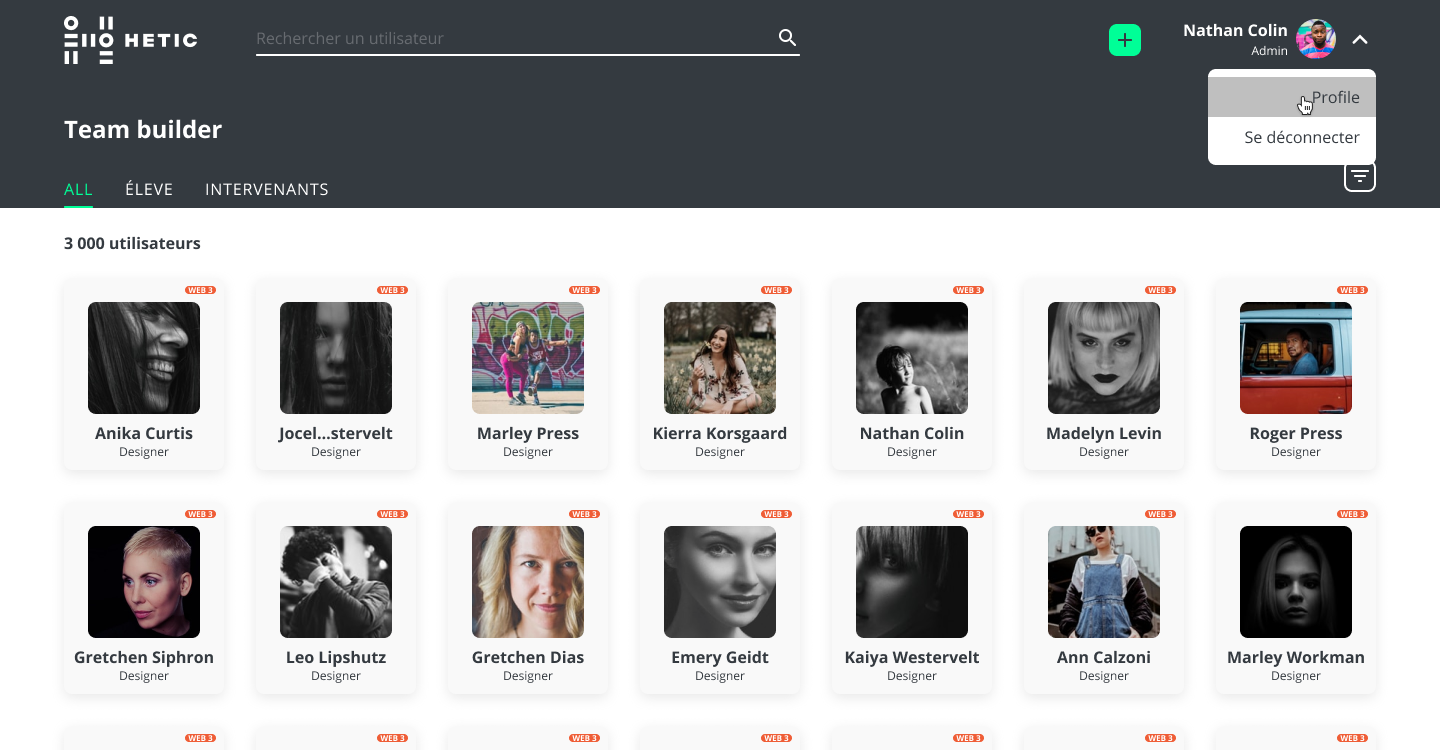 HETIC
Rechercher un utilisateur
Nathan Colin
Admin
Profile
Se déconnecter
Team builder
ALL ÉLEVE INTERVENANTS
3 000 utilisateurs
WEB 3 WEB 3 WEB 3 WEB 3 WEB 3 WEB 3 WEB 3
Anika Curtis Jocel...stervelt Marley Press Kierra Korsgaard Nathan Colin Madelyn Levin Roger Press
Designer Designer Designer Designer Designer Designer Designer
WEB 3 WEB 3 WEB 3 WEB 3 WEB 3 WEB 3 WEB 3
Gretchen Siphron Leo Lipshutz Gretchen Dias Emery Geidt Kaiya Westervelt Ann Calzoni Marley Workman
Designer Designer Designer Designer Designer Designer Designer
WEB 3 WEB 3 WEB 3 WEB 3 WEB 3 WEB 3 WEB 3